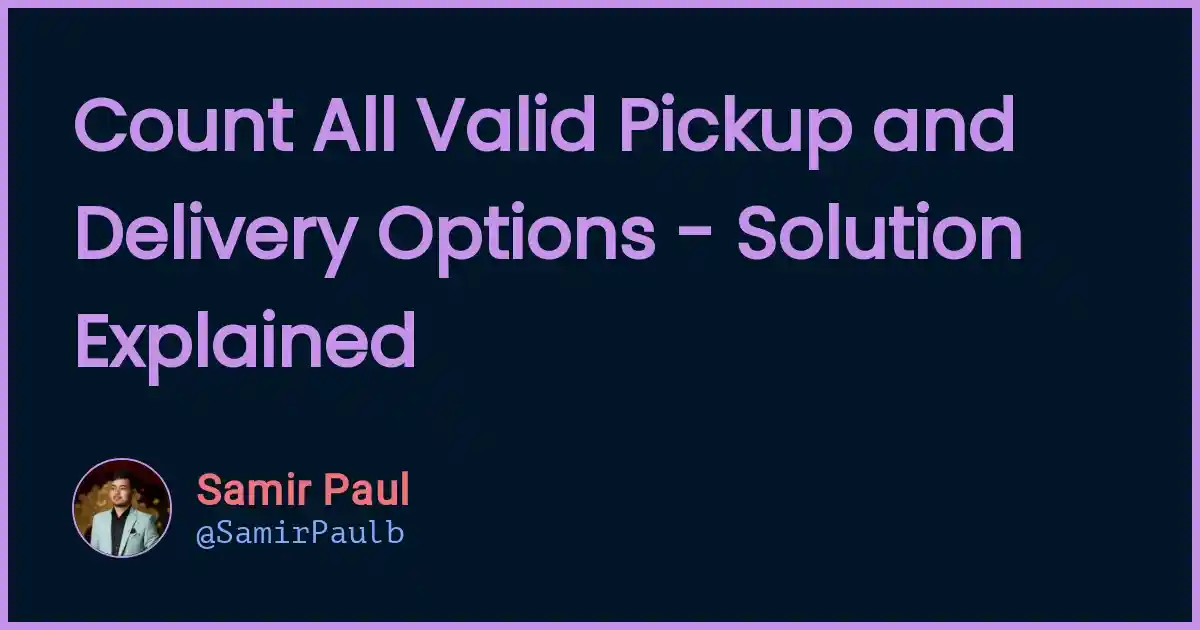 Count All Valid Pickup and
Delivery Options - Solution
Explained
Samir Paul
@SamirPaulb